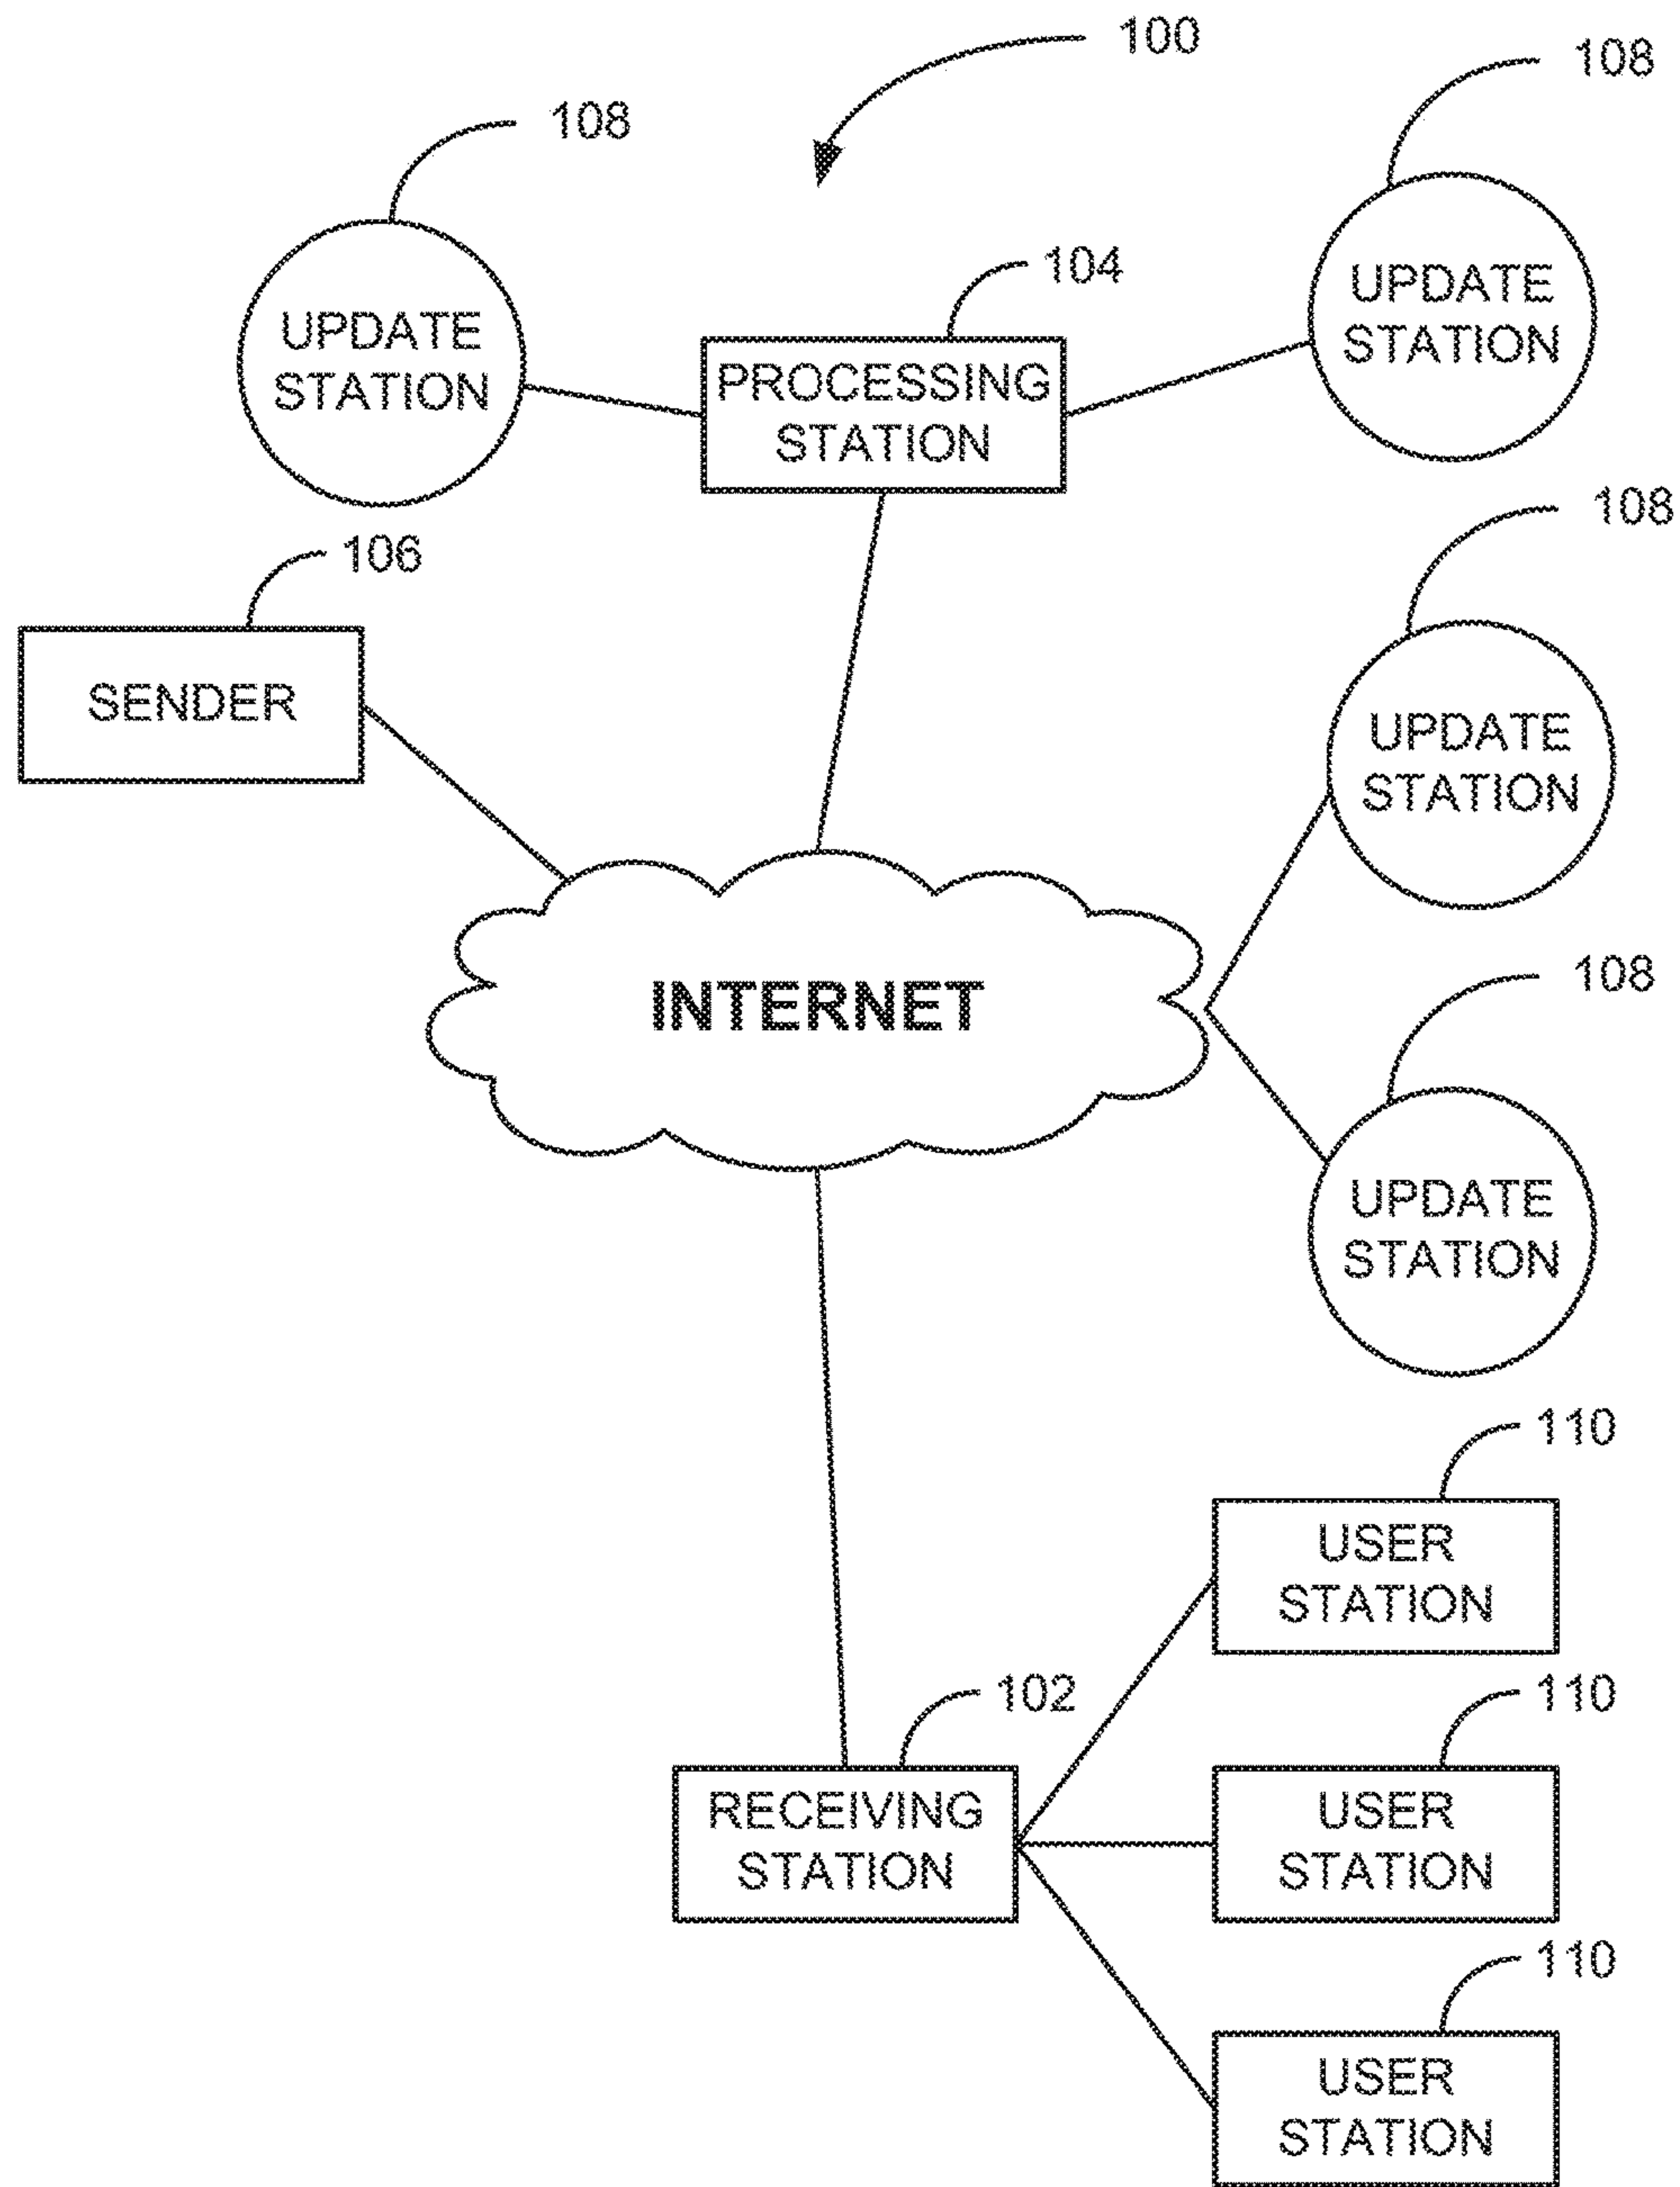 100
108
108
UPDATE
STATION
104
PROCESSING
STATION
UPDATE
STATION
106
SENDER
108
UPDATE
STATION
INTERNET
108
UPDATE
STATION
110
USER
STATION
102
RECEIVING
STATION
110
USER
STATION
110
USER
STATION